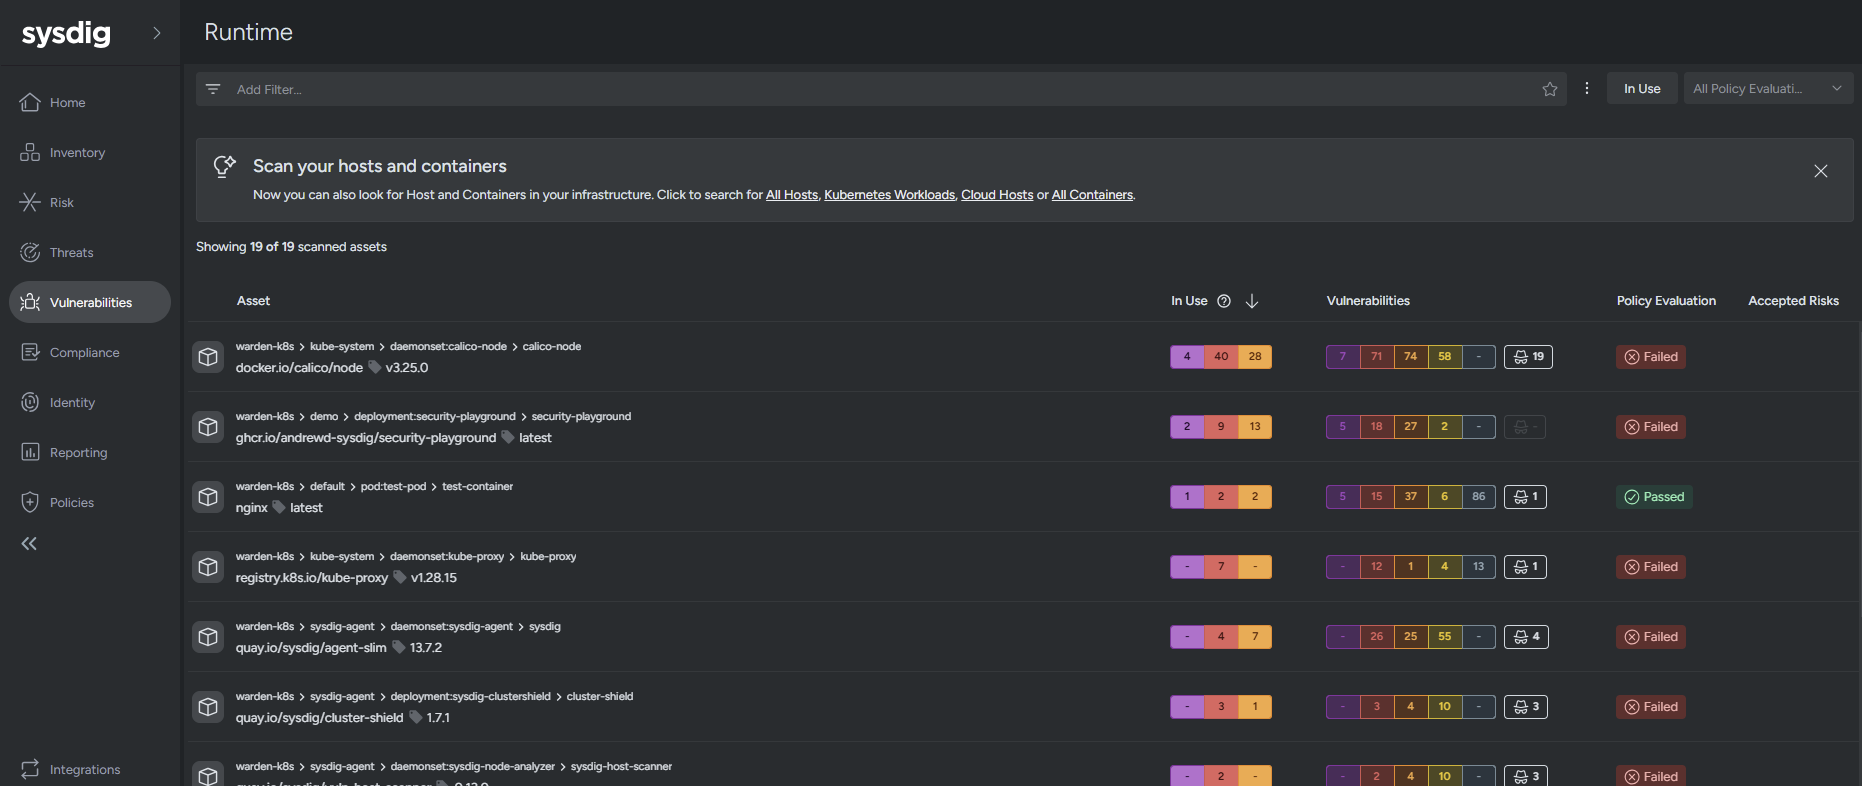 sysdig
Runtime
Add Filter...
In Use
All Policy Evaluati...
Home
Inventory
Risk
Threats
Vulnerabilities
Compliance
Identity
Reporting
Policies
Integrations
Scan your hosts and containers
Now you can also look for Host and Containers in your infrastructure. Click to search for All Hosts, Kubernetes Workloads, Cloud Hosts or All Containers.
Showing 19 of 19 scanned assets
Asset In Use Vulnerabilities Policy Evaluation Accepted Risks
warden-k8s > kube-system > daemonset:calico-node > calico-node
docker.io/calico/node v3.25.0
4 40 28 7 71 74 58 - 19 Failed
warden-k8s > demo > deployment:security-playground > security-playground
ghcr.io/andrewd-sysdig/security-playground latest
2 9 13 5 18 27 2 - - Failed
warden-k8s > default > pod:test-pod > test-container
nginx latest
1 2 2 5 15 37 6 86 1 Passed
warden-k8s > kube-system > daemonset:kube-proxy > kube-proxy
registry.k8s.io/kube-proxy v1.28.15
- 7 - - 12 1 4 13 1 Failed
warden-k8s > sysdig-agent > daemonset:sysdig-agent > sysdig
quay.io/sysdig/agent-slim 13.7.2
- 4 7 - 26 25 55 - 4 Failed
warden-k8s > sysdig-agent > deployment:sysdig-clustershield > cluster-shield
quay.io/sysdig/cluster-shield 1.7.1
- 3 1 - 3 4 10 - 3 Failed
warden-k8s > sysdig-agent > daemonset:sysdig-node-analyzer > sysdig-host-scanner
- 2 - - 2 4 10 - 3 Failed